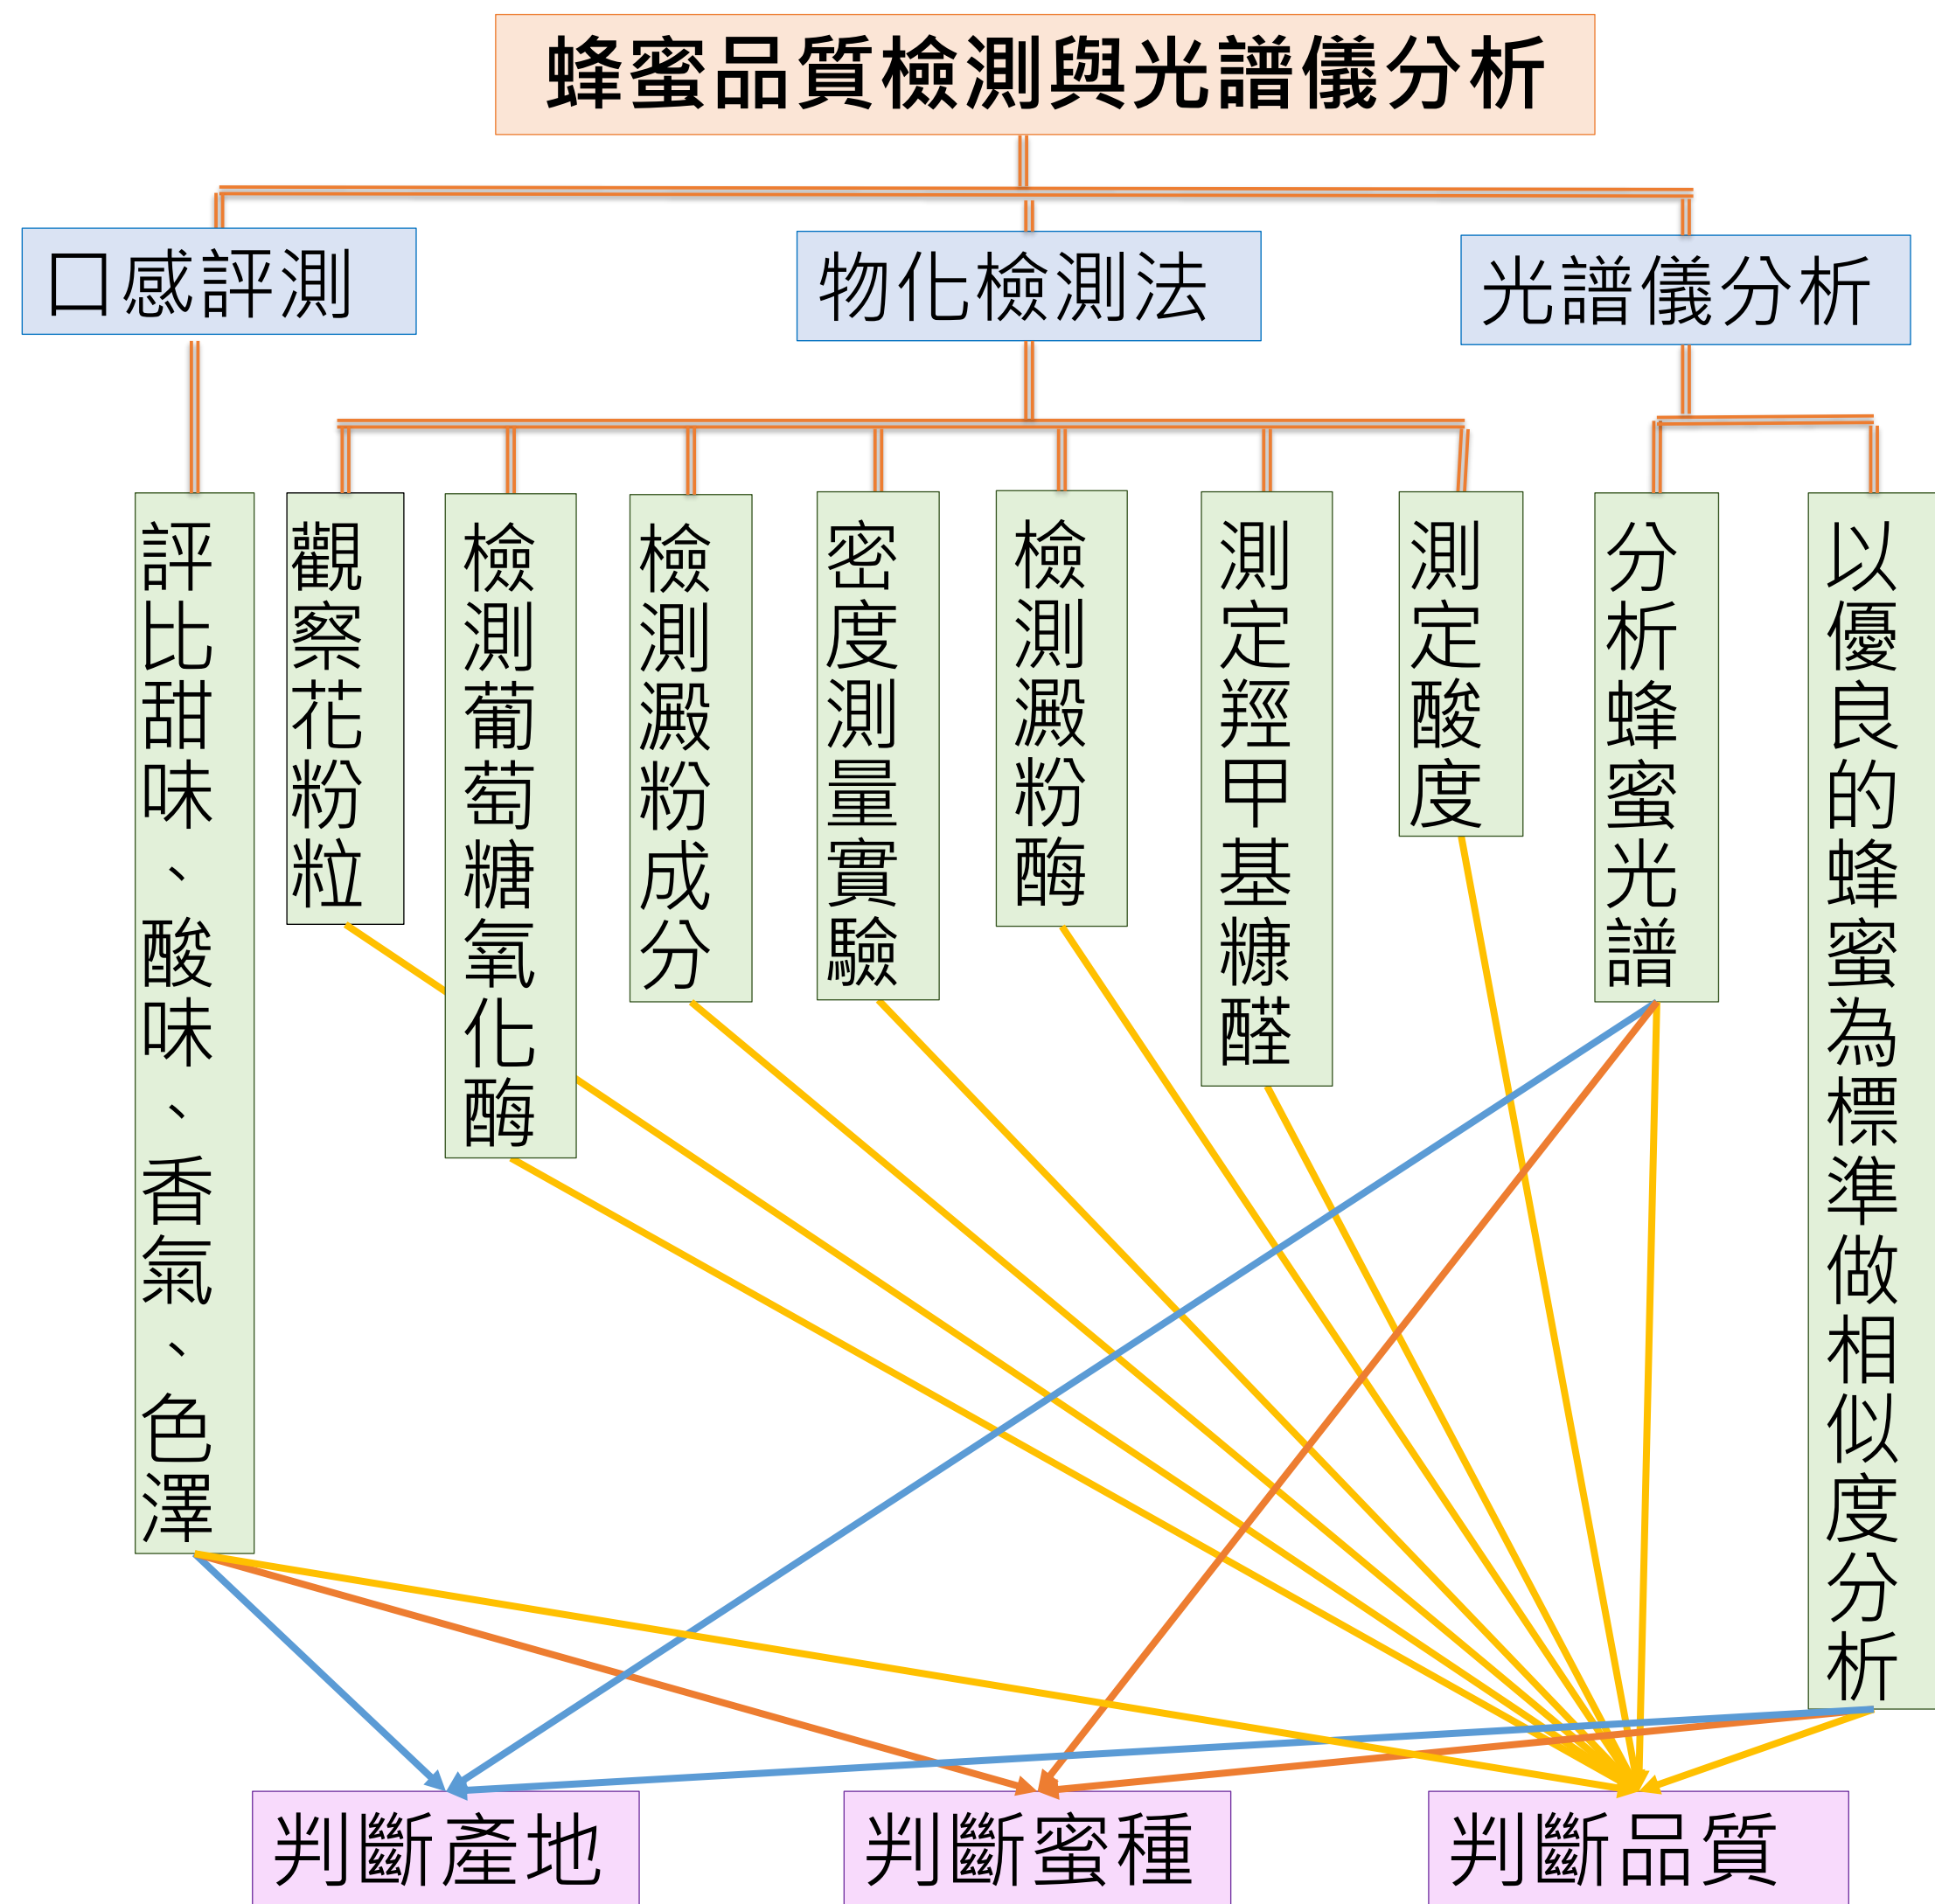 蜂蜜品質檢測與光譜儀分析
口感評測
物化檢測法
光譜儀分析
評比甜味、酸味、香氣、色澤
觀察花粉粒
檢測葡萄糖氧化酶
檢測澱粉成分
密度測量實驗
檢測澱粉酶
測定羥甲基糠醛
測定酸度
分析蜂蜜光譜
以優良的蜂蜜為標準做相似度分析
判斷產地
判斷蜜種
判斷品質